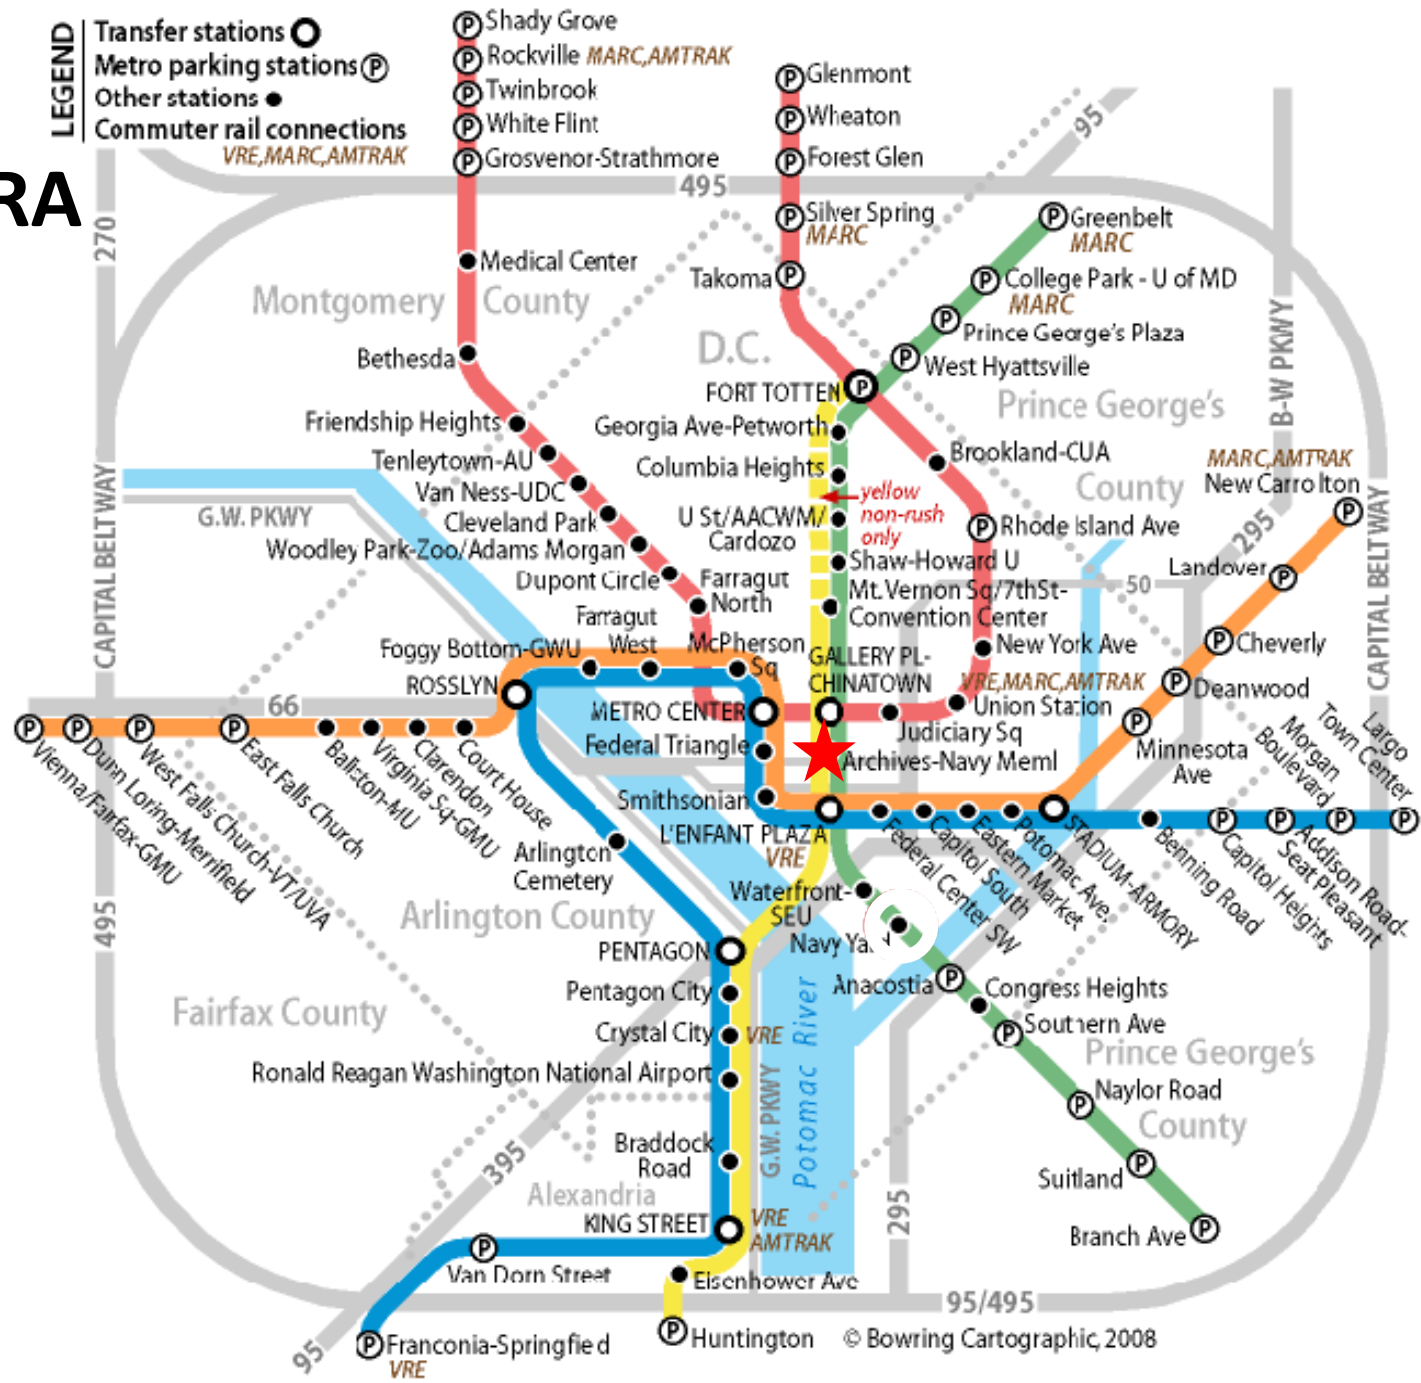 LEGEND
Transfer stations
Metro parking stations P
Other stations
Commuter rail connections
VRE,MARC,AMTRAK
RA
Shady Grove
Rockville MARC,AMTRAK
Twinbrook
White Flint
Grosvenor-Strathmore
Glenmont
Wheaton
Forest Glen
Silver Spring
MARC
Takoma
95
495
270
Greenbelt
MARC
College Park - U of MD
MARC
Prince George's Plaza
West Hyattsville
Medical Center
Montgomery County
Bethesda
D.C.
FORT TOTTEN
Prince George's
County
B-W PKWY
Friendship Heights
Tenleytown-AU
Van Ness-UDC
Cleveland Park
Woodley Park-Zoo/Adams Morgan
Dupont Circle
Farragut
North
Georgia Ave-Petworth
Columbia Heights
U St/AACWM/
Cardozo
yellow
non-rush
only
Shaw-Howard U
Mt. Vernon Sq/7thSt-
Convention Center
Brookland-CUA
Rhode Island Ave
New York Ave
MARC,AMTRAK
New Carro lton
295
Landover
Cheverly
Deanwood
Minnesota
Ave
50
CAPITAL BELTWAY
G.W. PKWY
CAPITAL BELTWAY
Farragut
West
McPherson
Sq
Foggy Bottom-GWU
ROSSLYN
66
GALLERY PL-
CHINATOWN
VRE,MARC,AMTRAK
Union Station
Judiciary Sq
METRO CENTER
Federal Triangle
Archives-Navy Meml
Smithsonian
L'ENFANT PLAZA
VRE
Vienna/Fairfax-GMU
Dunn Loring-Merrifield
West Falls Church-VT/UVA
East Falls Church
Ballston-MU
Virginia Sq-GMU
Clarendon
Court House
Arlington
Cemetery
Federal Center SW
Capitol South
Eastern Market
Potomac Ave
STADIUM-ARMORY
Benning Road
Capitol Heights
Addison Road-
Seat Pleasant
Morgan
Boulevard
Largo
Town Center
495
Arlington County
Waterfront-
SEU
Navy Ya
PENTAGON
Pentagon City
Crystal City VRE
Ronald Reagan Washington National Airport
Fairfax County
Anacostia
Congress Heights
Southern Ave
Prince George's
County
Naylor Road
Suitland
Branch Ave
Potomac River
G.W. PKWY
Braddock
Road
395
Alexandria
KING STREET
VRE
AMTRAK
295
Van Dorn Street
Eisenhower Ave
95/495
Huntington
© Bowring Cartographic, 2008
95
Franconia-Springfie d
VRE